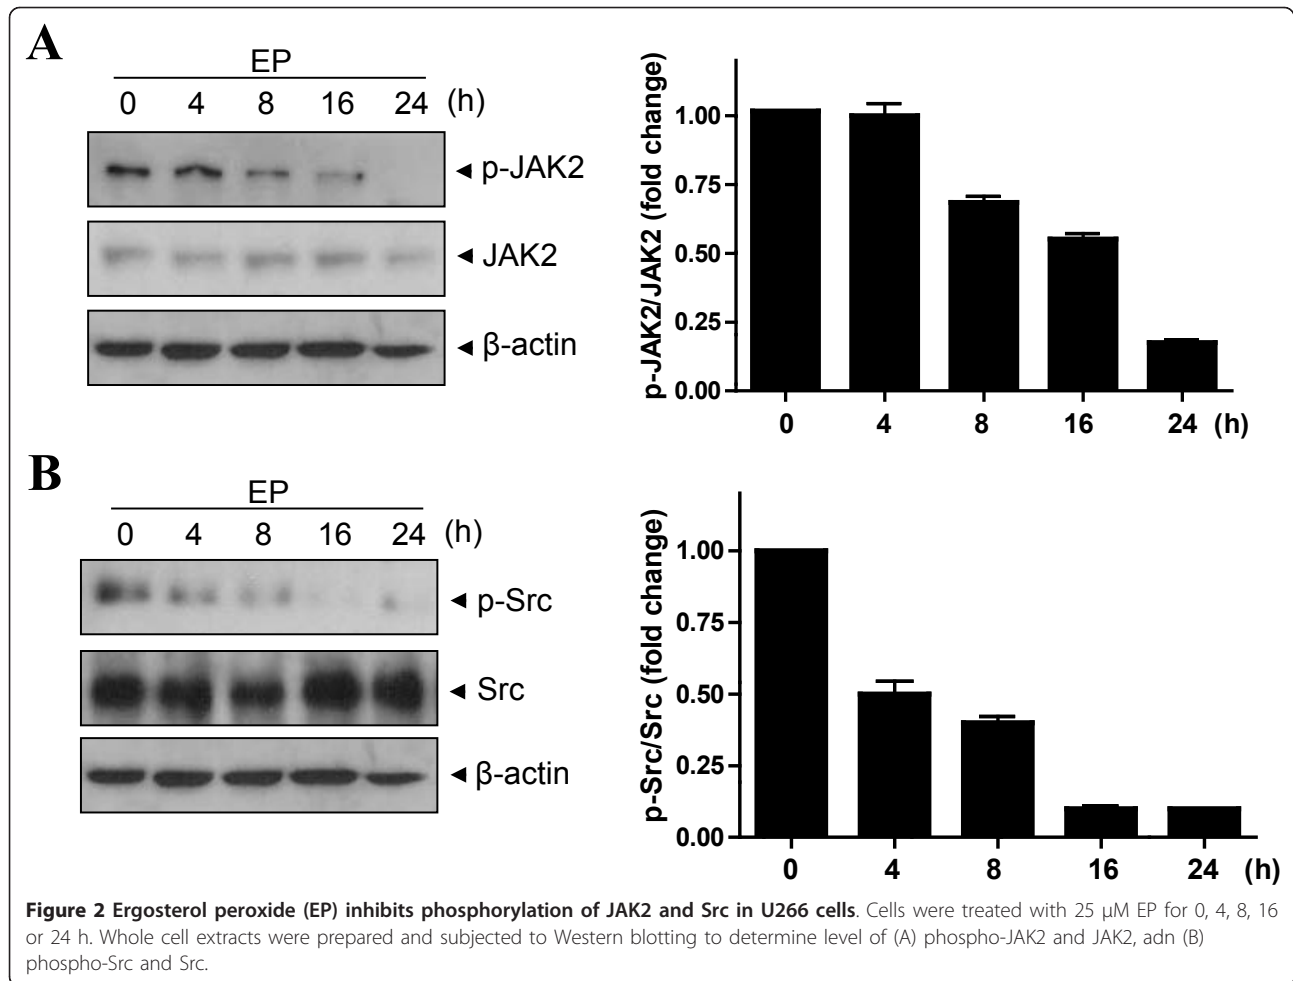 A
EP
0 4 8 16 24 (h)
p-JAK2
JAK2
β-actin
p-JAK2/JAK2 (fold change)
1.00
0.75
0.50
0.25
0.00
0 4 8 16 24 (h)
B
EP
0 4 8 16 24 (h)
p-Src
Src
β-actin
p-Src/Src (fold change)
1.00
0.75
0.50
0.25
0.00
0 4 8 16 24 (h)
Figure 2 Ergosterol peroxide (EP) inhibits phosphorylation of JAK2 and Src in U266 cells. Cells were treated with 25 μM EP for 0, 4, 8, 16
or 24 h. Whole cell extracts were prepared and subjected to Western blotting to determine level of (A) phospho-JAK2 and JAK2, adn (B)
phospho-Src and Src.